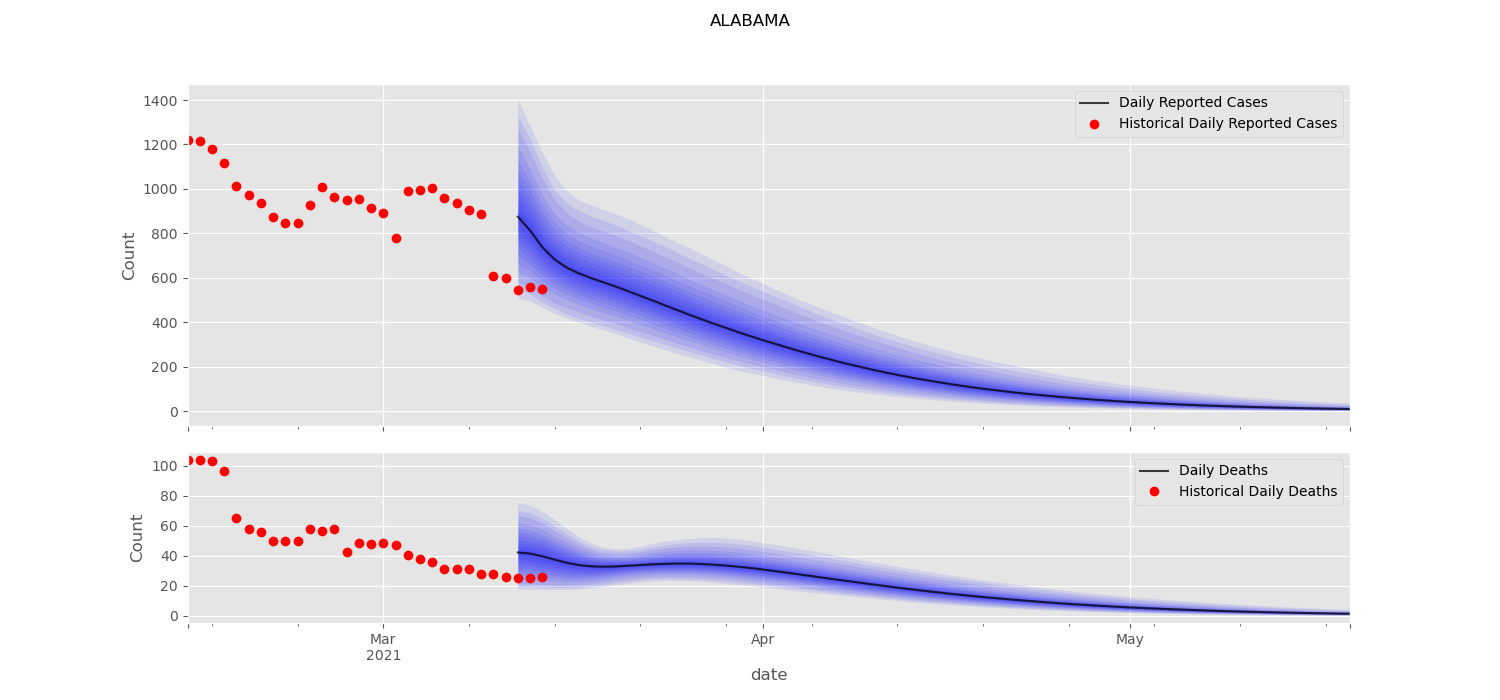 ALABAMA
Count
1400
1200
1000
800
600
400
200
0
Daily Reported Cases
Historical Daily Reported Cases
Count
100
80
60
40
20
0
Daily Deaths
Historical Daily Deaths
Mar
2021
Apr
May
date